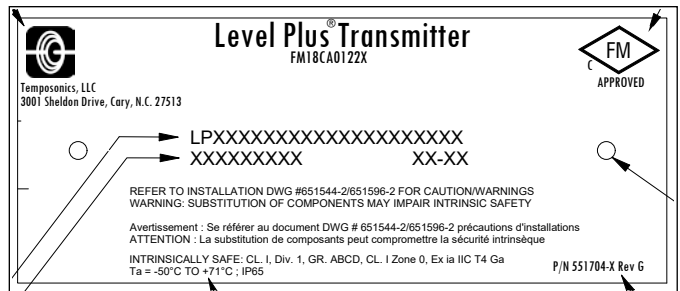 Level Plus® Transmitter
FM18CA0122X
FM
C
APPROVED
Temposonics, LLC
3001 Sheldon Drive, Cary, N.C. 27513
LPXXXXXXXXXXXXXXXXXXXX
XXXXXXXXX XX-XX
REFER TO INSTALLATION DWG #651544-2/651596-2 FOR CAUTION/WARNINGS
WARNING: SUBSTITUTION OF COMPONENTS MAY IMPAIR INTRINSIC SAFETY
Avertissement : Se référer au document DWG # 651544-2/651596-2 précautions d'installations
ATTENTION : La substitution de composants peut compromettre la sécurité intrinsèque
INTRINSICALLY SAFE: CL. I, Div. 1, GR. ABCD, CL. I Zone 0, Ex ia IIC T4 Ga
Ta = -50°C TO +71°C ; IP65
P/N 551704-X Rev G